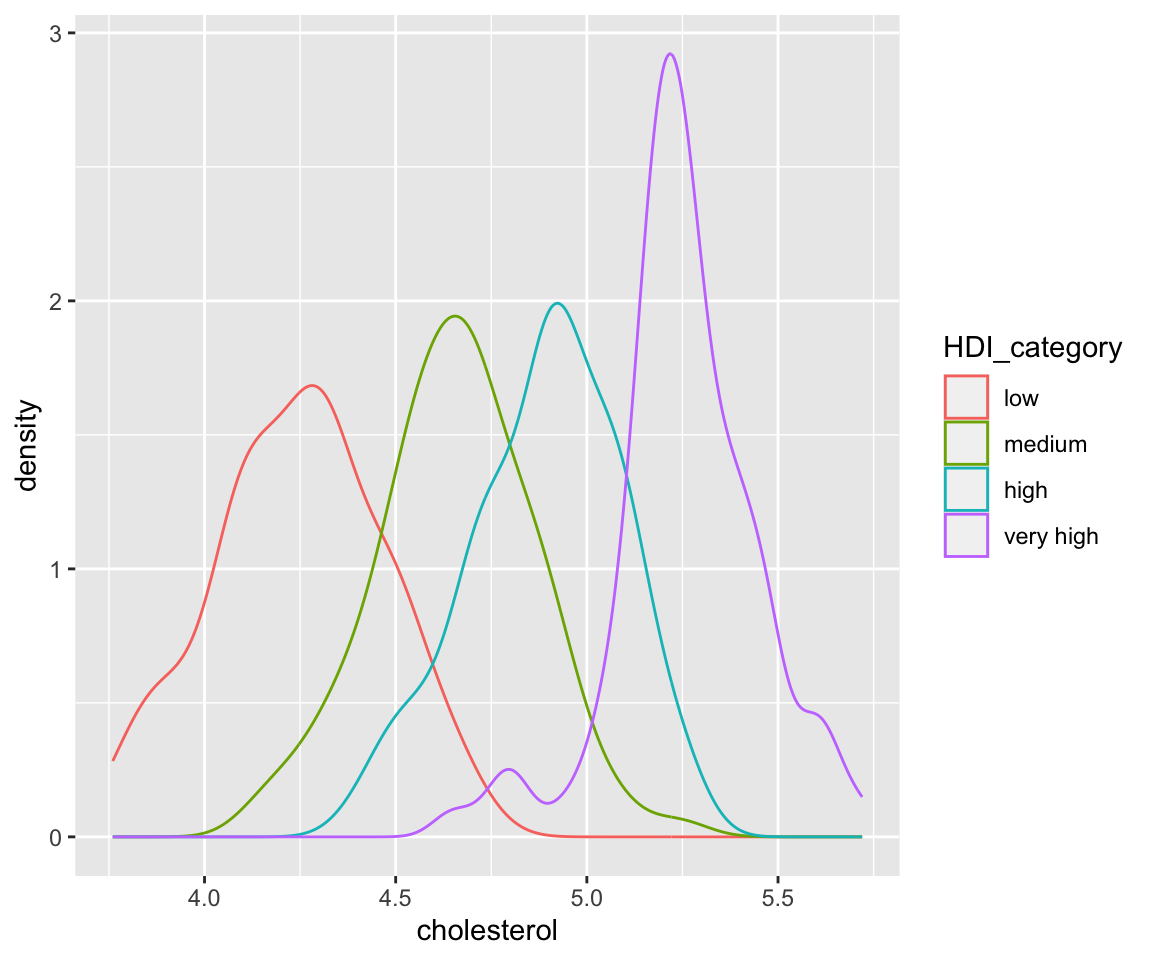 3
2
1
0
density
4.0 4.5 5.0 5.5
cholesterol
HDI_category
low
medium
high
very high